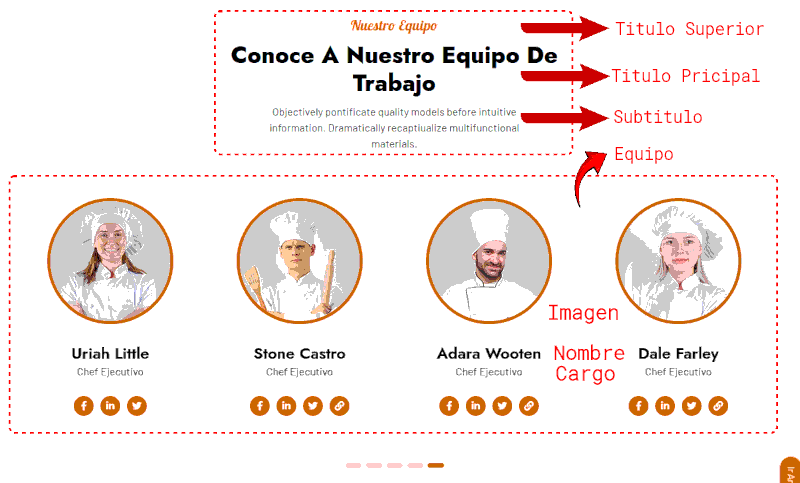 Nuestro Equipo
Titulo Superior
Conoce A Nuestro Equipo De
Trabajo
Titulo Pricipal
Objectively pontificate quality models before intuitive
information. Dramatically recaptiualize multifunctional
materials.
Subtitulo
Equipo
Imagen
Uriah Little
Stone Castro
Adara Wooten
Nombre
Dale Farley
Chef Ejecutivo
Chef Ejecutivo
Chef Ejecutivo
Cargo
Chef Ejecutivo